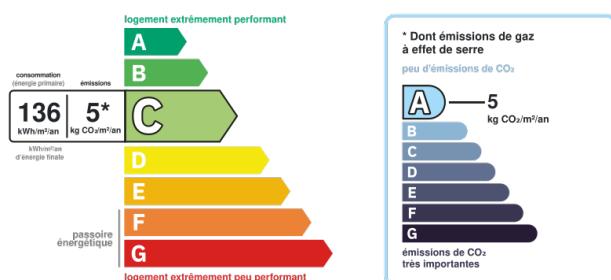 logement extrêmement performant
consommation
(énergie primaire)
émissions
136
kWh/m²/an
5*
kg CO₂/m²/an
kWh/m²/an
d'énergie finale
A
B
C
D
E
F
G
passoire
énergétique
logement extrêmement peu performant
* Dont émissions de gaz
à effet de serre
peu d'émissions de CO₂
A
5
kg CO₂/m²/an
B
C
D
E
F
G
émissions de CO₂
très importantes